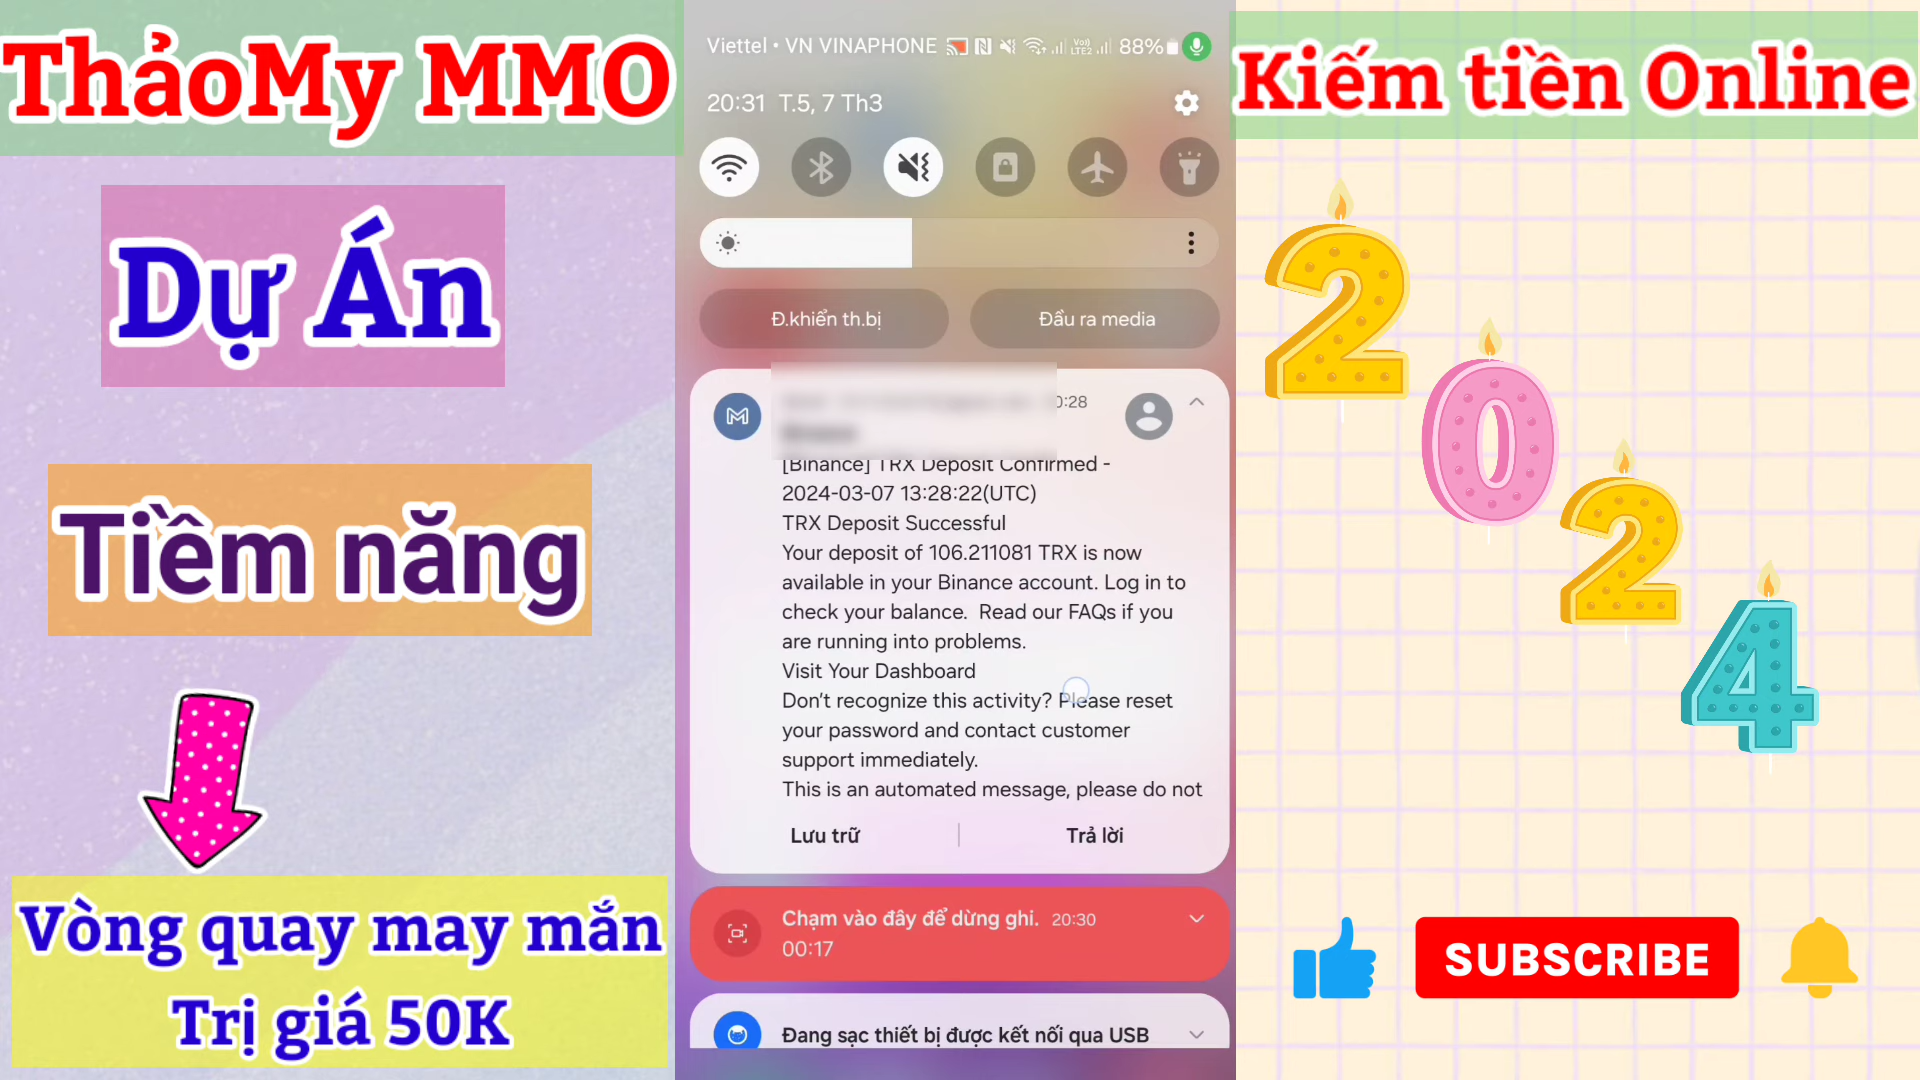 ThảoMy MMO
Dự Án
Tiềm năng
Vòng quay may mắn
Trị giá 50K
Viettel • VN VINAPHONE
Vo) LTE2
88%
20:31 T.5, 7 Th3
Đ.khiển th.bị
Đầu ra media
0:28
[Binance] TRX Deposit Confirmed -
2024-03-07 13:28:22(UTC)
TRX Deposit Successful
Your deposit of 106.211081 TRX is now
available in your Binance account. Log in to
check your balance. Read our FAQs if you
are running into problems.
Visit Your Dashboard
Don't recognize this activity? Please reset
your password and contact customer
support immediately.
This is an automated message, please do not
Lưu trữ
Trả lời
Chạm vào đây để dừng ghi. 20:30
00:17
Đang sạc thiết bị được kết nối qua USB
Kiếm tiền Online
2024
SUBSCRIBE